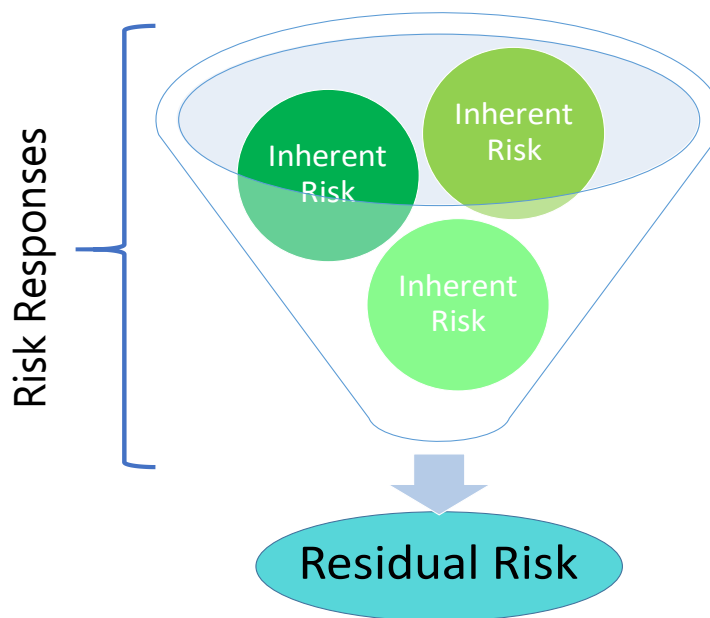 Risk Responses
Inherent
Risk
Inherent
Risk
Inherent
Risk
Residual Risk